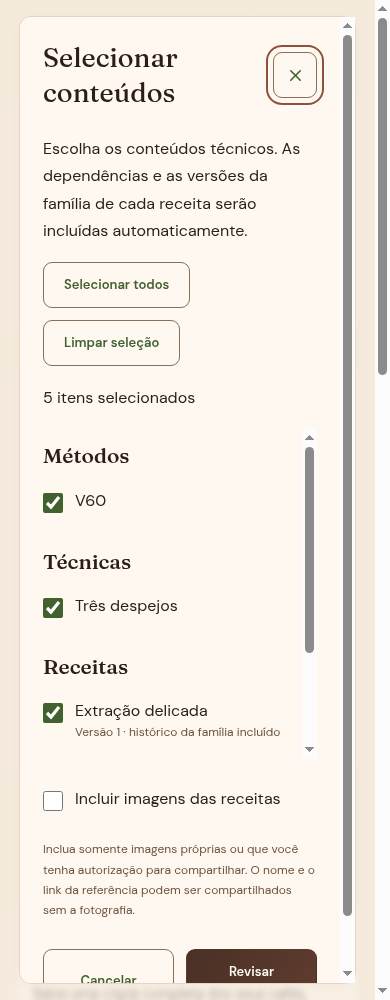 Selecionar
conteúdos
Escolha os conteúdos técnicos. As
dependências e as versões da
família de cada receita serão
incluídas automaticamente.
Selecionar todos
Limpar seleção
5 itens selecionados
Métodos
V60
Técnicas
Três despejos
Receitas
Extração delicada
Versão 1 · histórico da família incluído
Incluir imagens das receitas
Inclua somente imagens próprias ou que você
tenha autorização para compartilhar. O nome e o
link da referência podem ser compartilhados
sem a fotografia.
Cancelar
Revisar